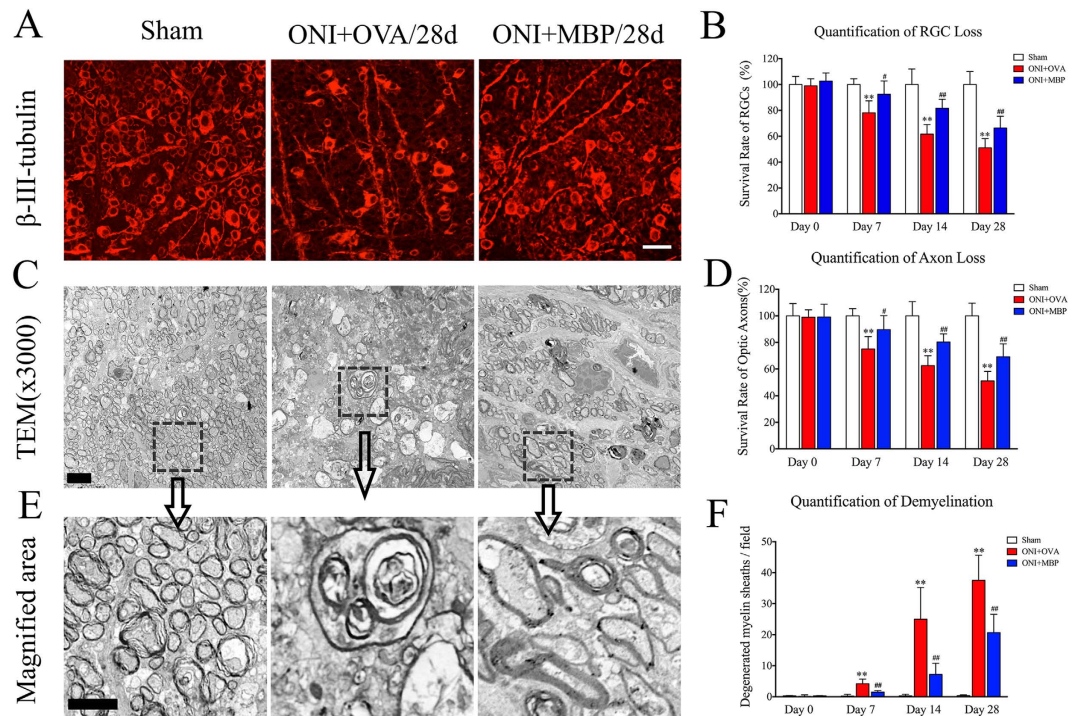 A
Sham
ONI+OVA/28d
ONI+MBP/28d
β-III-tubulin
B
Quantification of RGC Loss
Sham
ONI+OVA
ONI+MBP
Survival Rate of RGCs (%)
120
100
80
60
40
20
0
**
#
**
##
**
##
Day 0
Day 7
Day 14
Day 28
C
TEM(x3000)
D
Quantification of Axon Loss
Sham
ONI+OVA
ONI+MBP
Survival Rate of Optic Axons(%)
120
100
80
60
40
20
0
**
#
**
##
**
##
Day 0
Day 7
Day 14
Day 28
E
Magnified area
F
Quantification of Demyelination
Sham
ONI+OVA
ONI+MBP
Degenerated myelin sheaths / field
50
40
30
20
10
0
**
##
**
##
**
##
Day 0
Day 7
Day 14
Day 28